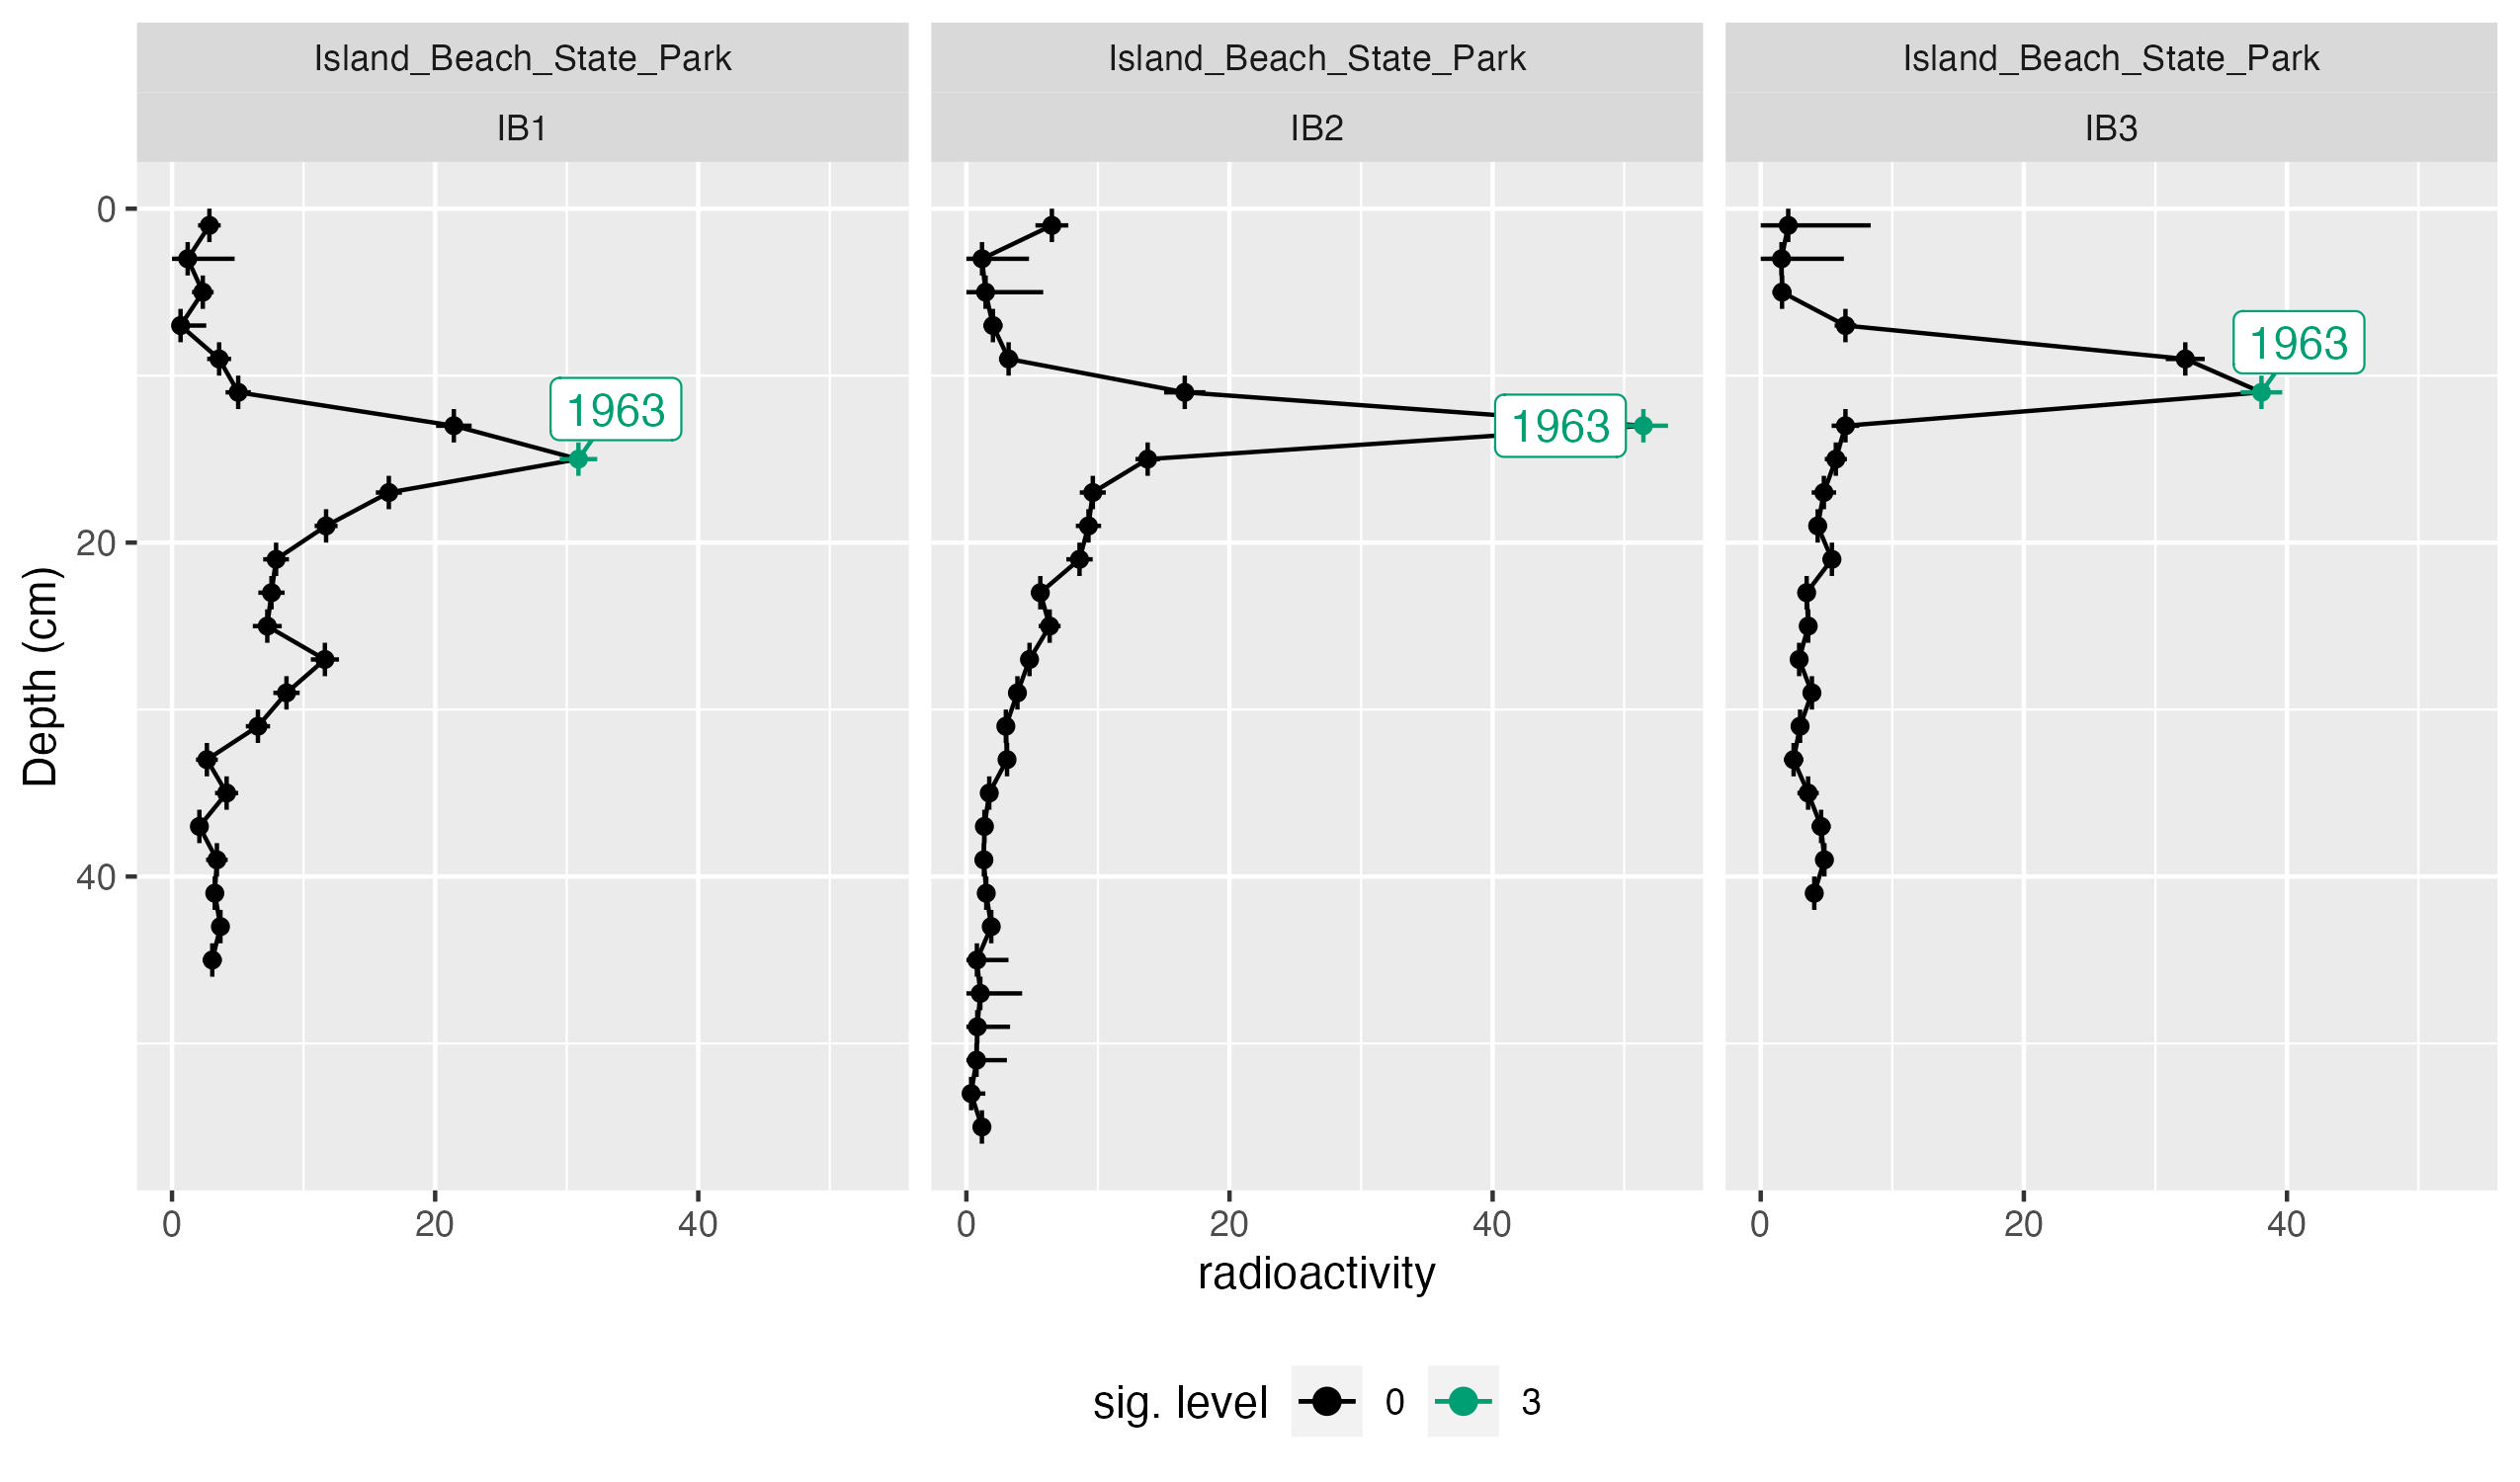 Island_Beach_State_Park Island_Beach_State_Park Island_Beach_State_Park
IB1 IB2 IB3
0
1963
1963
1963
20
40
Depth (cm)
0 20 40 0 20 40 0 20 40
radioactivity
sig. level 0 3